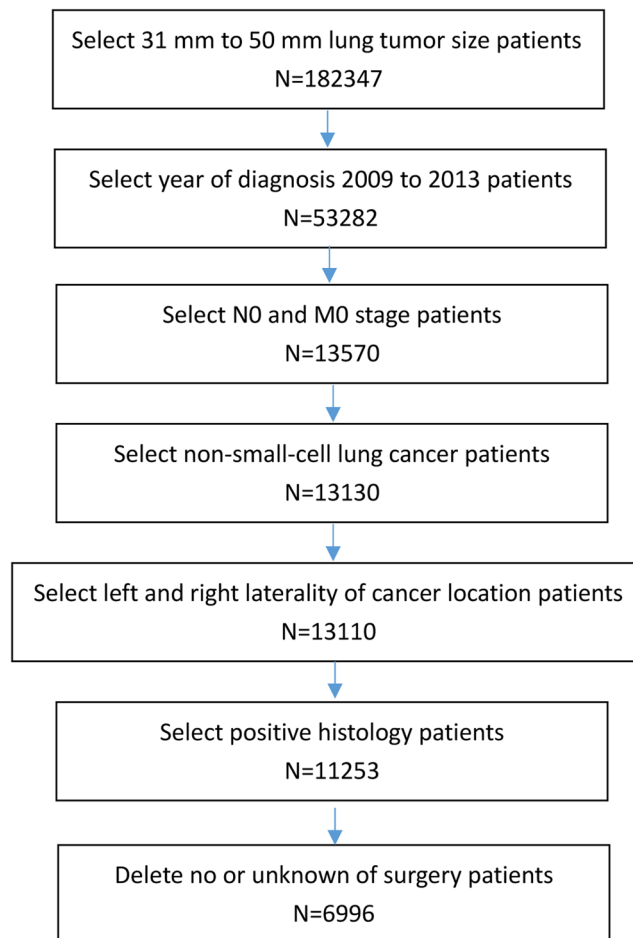 Select 31 mm to 50 mm lung tumor size patients
N=182347
Select year of diagnosis 2009 to 2013 patients
N=53282
Select N0 and M0 stage patients
N=13570
Select non-small-cell lung cancer patients
N=13130
Select left and right laterality of cancer location patients
N=13110
Select positive histology patients
N=11253
Delete no or unknown of surgery patients
N=6996